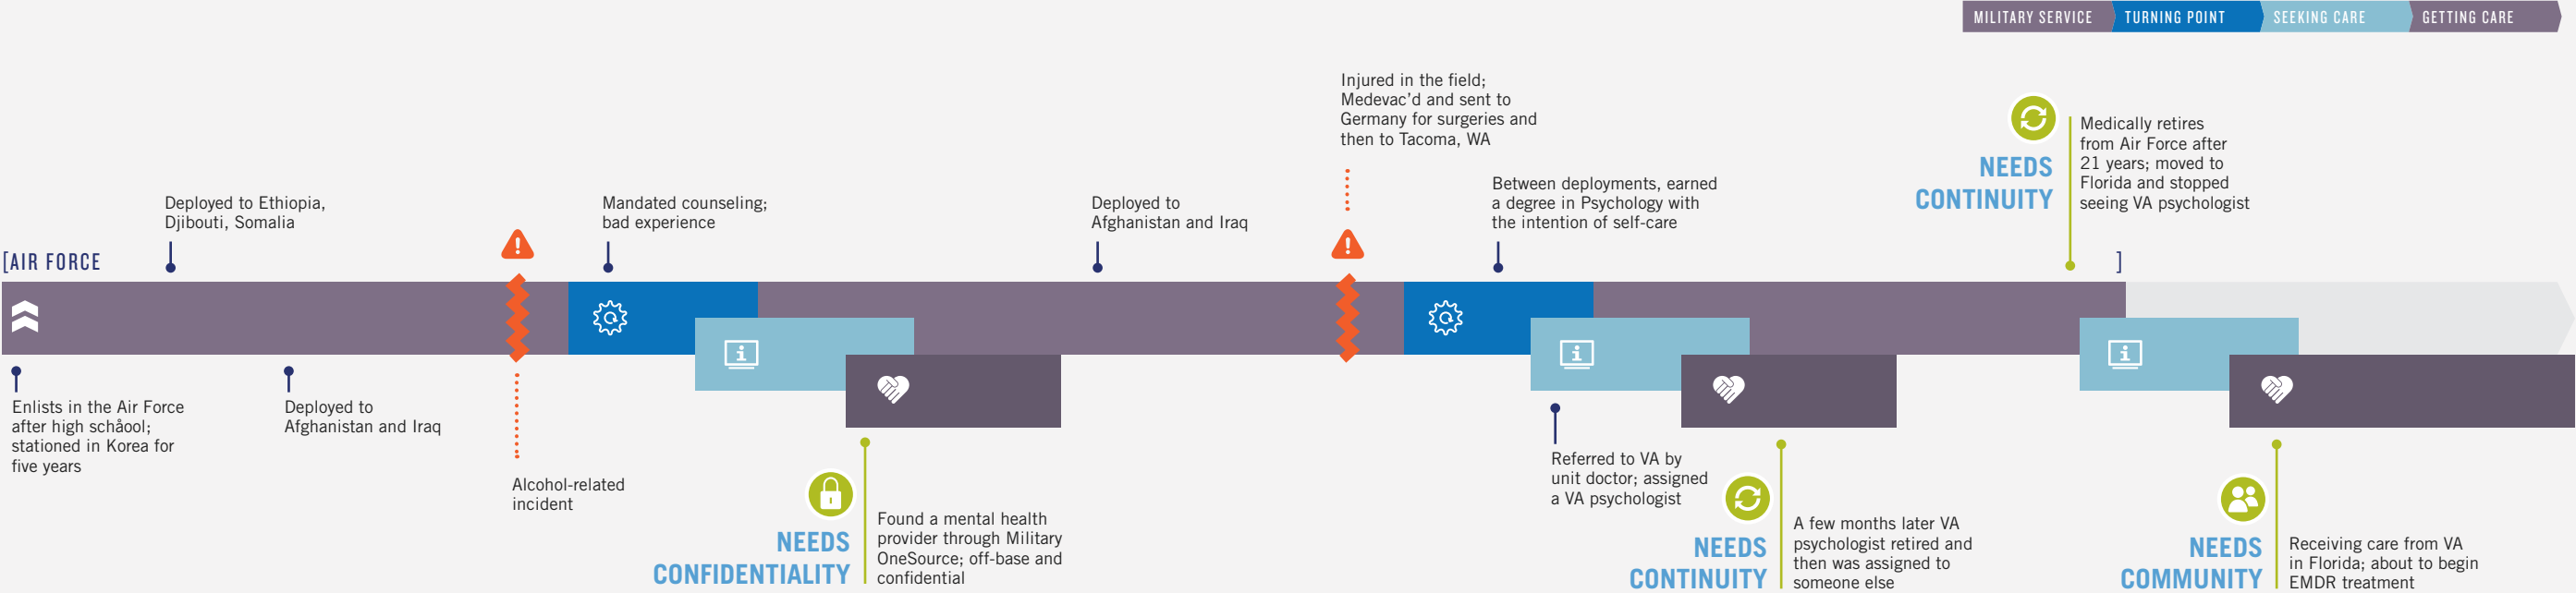 MILITARY SERVICE
TURNING POINT
SEEKING CARE
GETTING CARE
[AIR FORCE
Enlists in the Air Force
after high schåool;
stationed in Korea for
five years
Deployed to Ethiopia,
Djibouti, Somalia
Deployed to
Afghanistan and Iraq
Alcohol-related
incident
Mandated counseling;
bad experience
NEEDS
CONFIDENTIALITY
Found a mental health
provider through Military
OneSource; off-base and
confidential
Deployed to
Afghanistan and Iraq
Injured in the field;
Medevac’d and sent to
Germany for surgeries and
then to Tacoma, WA
Between deployments, earned
a degree in Psychology with
the intention of self-care
Referred to VA by
unit doctor; assigned
a VA psychologist
NEEDS
CONTINUITY
A few months later VA
psychologist retired and
then was assigned to
someone else
NEEDS
CONTINUITY
Medically retires
from Air Force after
21 years; moved to
Florida and stopped
seeing VA psychologist
]
NEEDS
COMMUNITY
Receiving care from VA
in Florida; about to begin
EMDR treatment